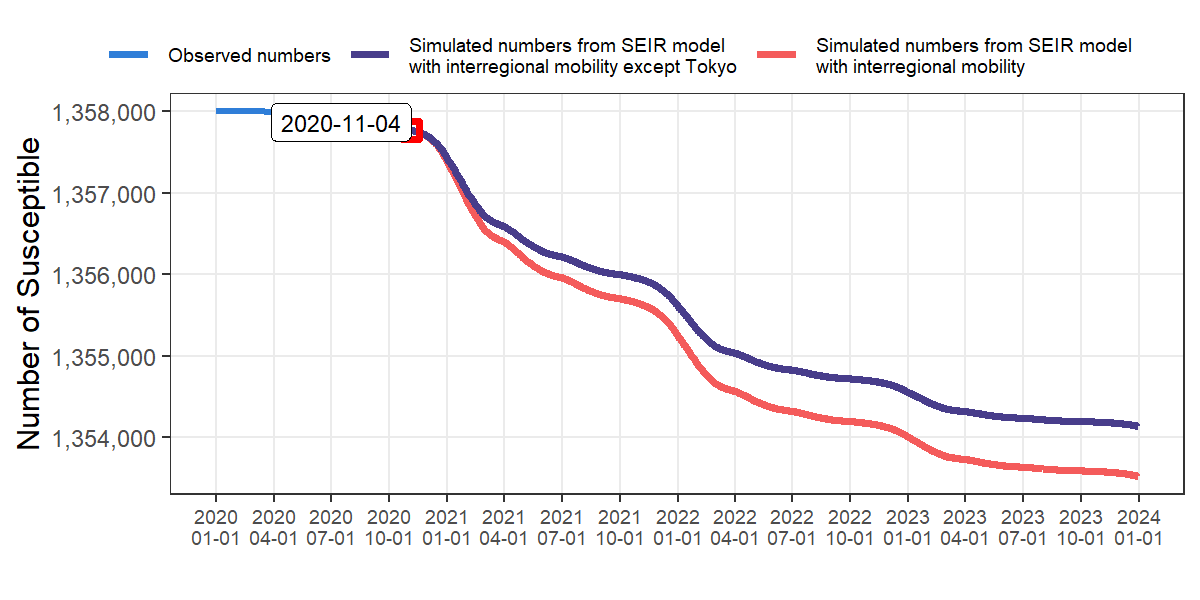 Observed numbers
Simulated numbers from SEIR model
with interregional mobility except Tokyo
Simulated numbers from SEIR model
with interregional mobility
Number of Susceptible
1,358,000
1,357,000
1,356,000
1,355,000
1,354,000
2020-11-04
2020 2020 2020 2020 2021 2021 2021 2021 2022 2022 2022 2022 2023 2023 2023 2023 2024
01-01 04-01 07-01 10-01 01-01 04-01 07-01 10-01 01-01 04-01 07-01 10-01 01-01 04-01 07-01 10-01 01-01